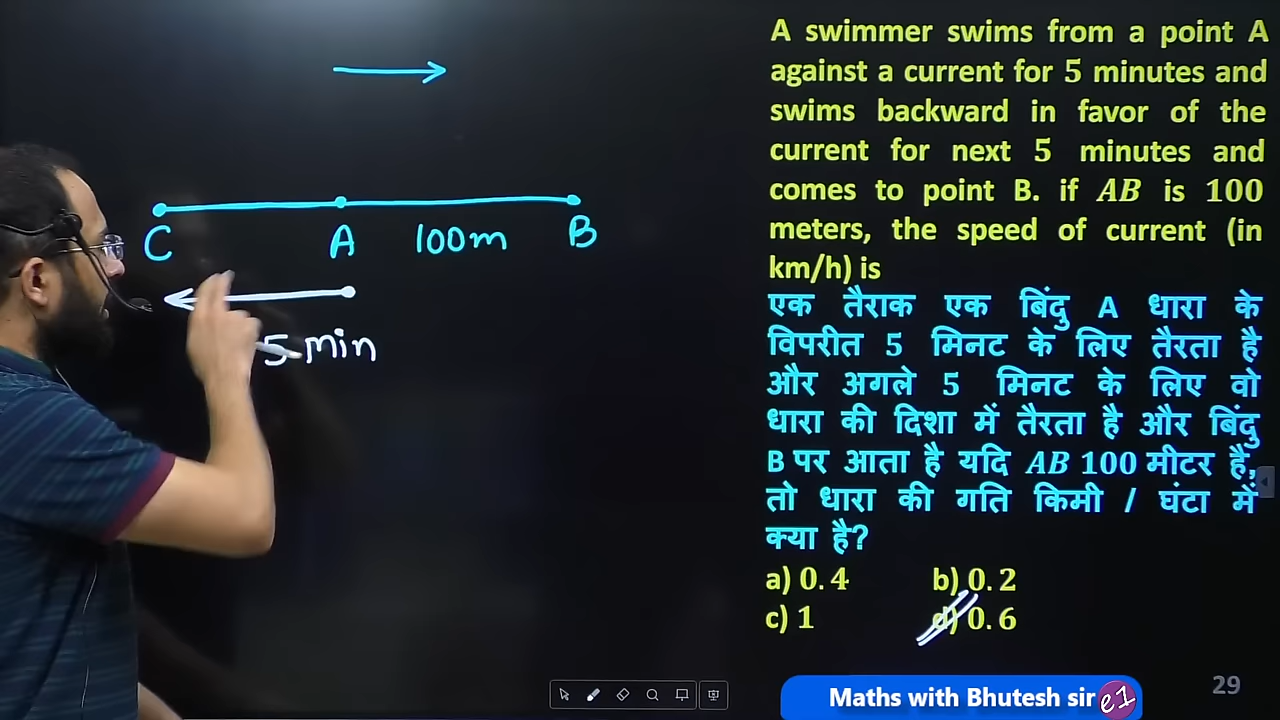 C A 100m B
5 min
A swimmer swims from a point A
against a current for 5 minutes and
swims backward in favor of the
current for next 5 minutes and
comes to point B. if AB is 100
meters, the speed of current (in
km/h) is
एक तैराक एक बिंदु A धारा के
विपरीत 5 मिनट के लिए तैरता है
और अगले 5 मिनट के लिए वो
धारा की दिशा में तैरता है और बिंदु
B पर आता है यदि AB 100 मीटर है,
तो धारा की गति किमी / घंटा में
क्या है?
a) 0.4 b) 0.2
c) 1 d) 0.6
Maths with Bhutesh sir e1
29